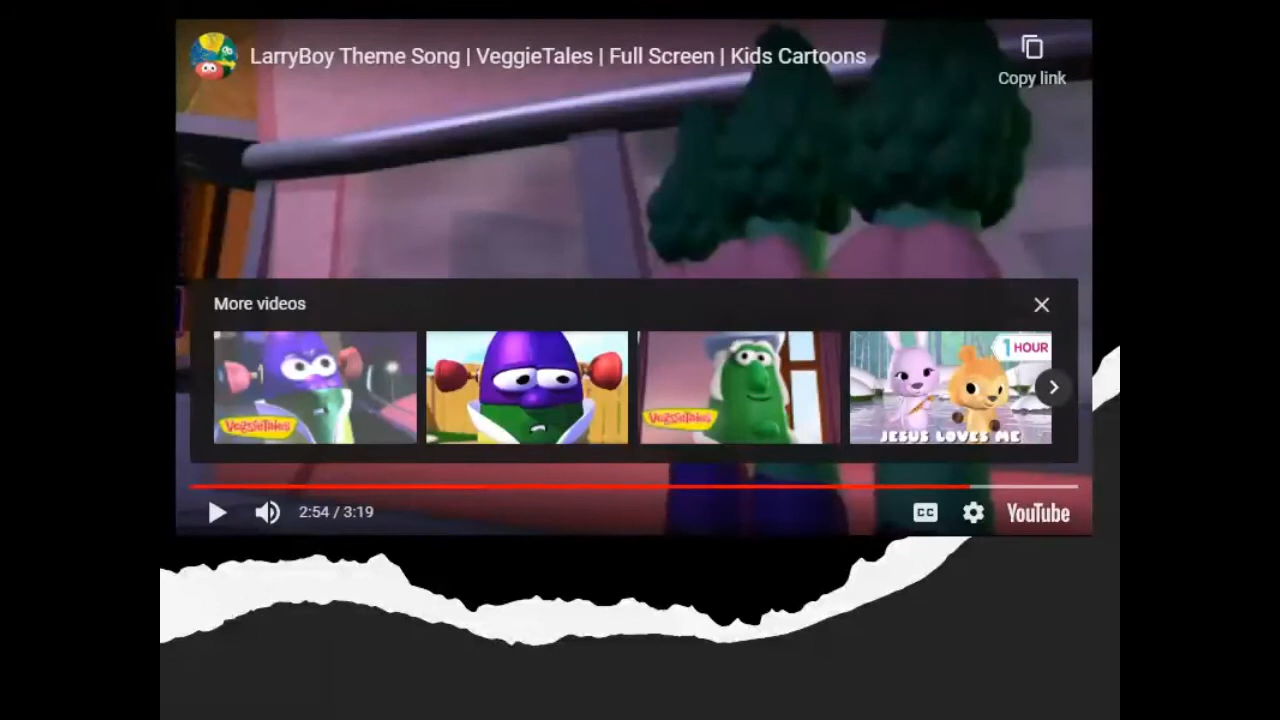 LarryBoy Theme Song | VeggieTales | Full Screen | Kids Cartoons
Copy link
More videos
VeggieTales
VeggieTales
1 HOUR
JESUS LOVES ME
2:54 / 3:19
CC
YouTube